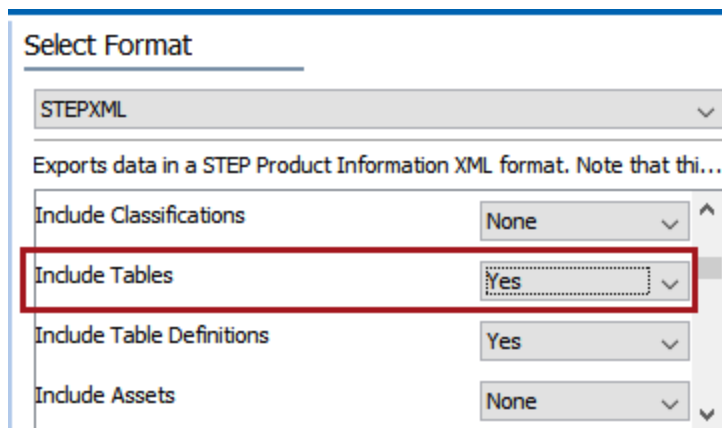 Select Format
STEPXML
Exports data in a STEP Product Information XML format. Note that thi...
Include Classifications None
Include Tables Yes
Include Table Definitions Yes
Include Assets None